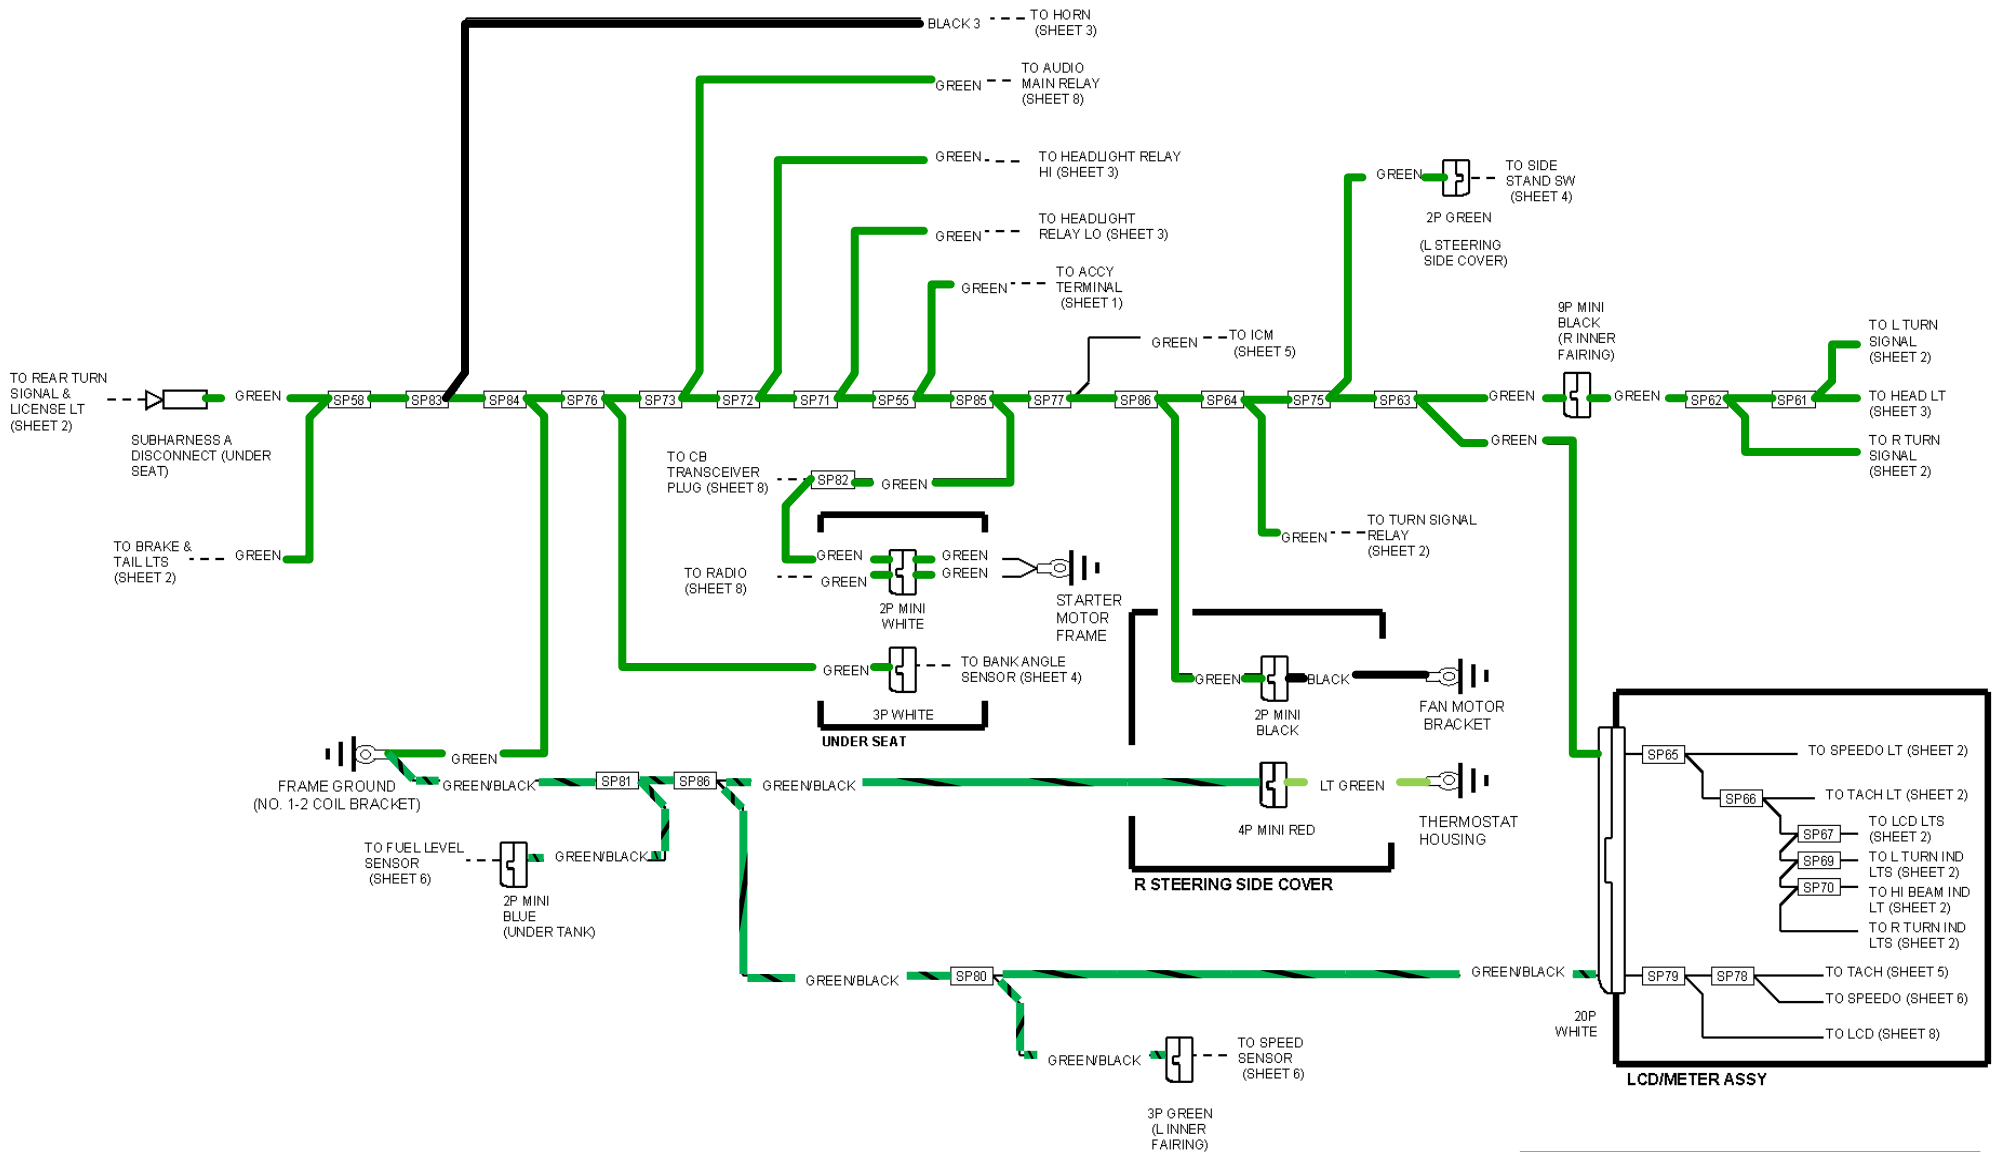 BLACK 3
TO HORN
(SHEET 3)
GREEN
TO AUDIO
MAIN RELAY
(SHEET 8)
GREEN
TO HEADLIGHT RELAY
HI (SHEET 3)
GREEN
TO HEADLIGHT
RELAY LO (SHEET 3)
GREEN
TO ACCY
TERMINAL
(SHEET 1)
GREEN
TO ICM
(SHEET 5)
GREEN
TO SIDE
STAND SW
(SHEET 4)
2P GREEN
(L STEERING
SIDE COVER)
9P MINI
BLACK
(R INNER
FAIRING)
TO L TURN
SIGNAL
(SHEET 2)
TO HEAD LT
(SHEET 3)
TO R TURN
SIGNAL
(SHEET 2)
TO REAR TURN
SIGNAL &
LICENSE LT
(SHEET 2)
GREEN
SP58
SP83
SP84
SP76
SP73
SP72
SP71
SP55
SP85
SP77
SP86
SP64
SP75
SP63
GREEN
GREEN
SP62
SP61
GREEN
SUBHARNESS A
DISCONNECT (UNDER
SEAT)
TO BRAKE &
TAIL LTS
(SHEET 2)
GREEN
TO CB
TRANSCEIVER
PLUG (SHEET 8)
SP82
GREEN
GREEN
GREEN
TO RADIO
(SHEET 8)
GREEN
GREEN
2P MINI
WHITE
STARTER
MOTOR
FRAME
GREEN
TO BANK ANGLE
SENSOR (SHEET 4)
3P WHITE
UNDER SEAT
GREEN
TO TURN SIGNAL
RELAY
(SHEET 2)
GREEN
BLACK
2P MINI
BLACK
FAN MOTOR
BRACKET
GREEN
FRAME GROUND
(NO. 1-2 COIL BRACKET)
GREEN/BLACK
SP81
SP86
GREEN/BLACK
LT GREEN
4P MINI RED
THERMOSTAT
HOUSING
R STEERING SIDE COVER
TO FUEL LEVEL
SENSOR
(SHEET 6)
GREEN/BLACK
2P MINI
BLUE
(UNDER TANK)
GREEN/BLACK
SP80
GREEN/BLACK
GREEN/BLACK
TO SPEED
SENSOR
(SHEET 6)
3P GREEN
(L INNER
FAIRING)
20P
WHITE
SP65
TO SPEEDO LT (SHEET 2)
SP66
TO TACH LT (SHEET 2)
SP67
TO LCD LTS
(SHEET 2)
SP69
TO L TURN IND
LTS (SHEET 2)
SP70
TO HI BEAM IND
LT (SHEET 2)
TO R TURN IND
LTS (SHEET 2)
SP79
SP78
TO TACH (SHEET 5)
TO SPEEDO (SHEET 6)
TO LCD (SHEET 8)
LCD/METER ASSY